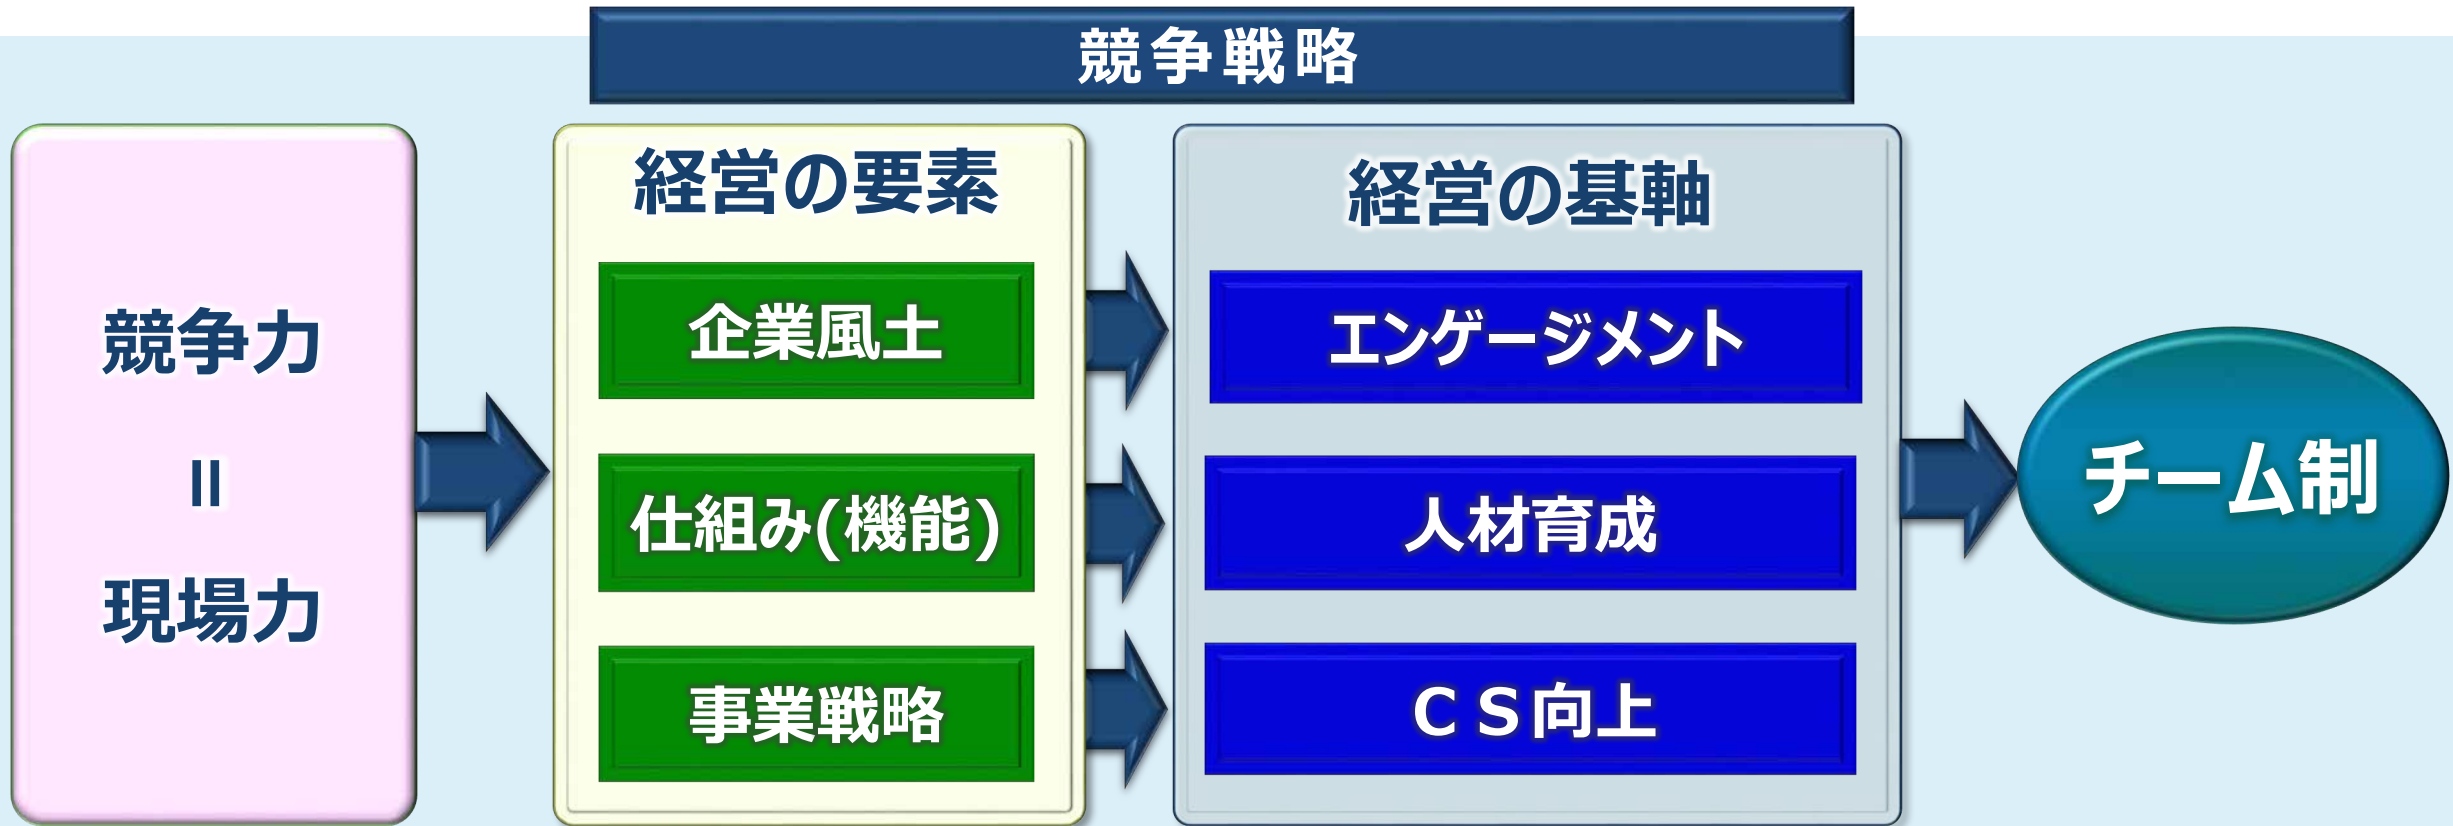 競争戦略
競争力
＝
現場力
経営の要素
企業風土
仕組み(機能)
事業戦略
経営の基軸
エンゲージメント
人材育成
ＣＳ向上
チーム制